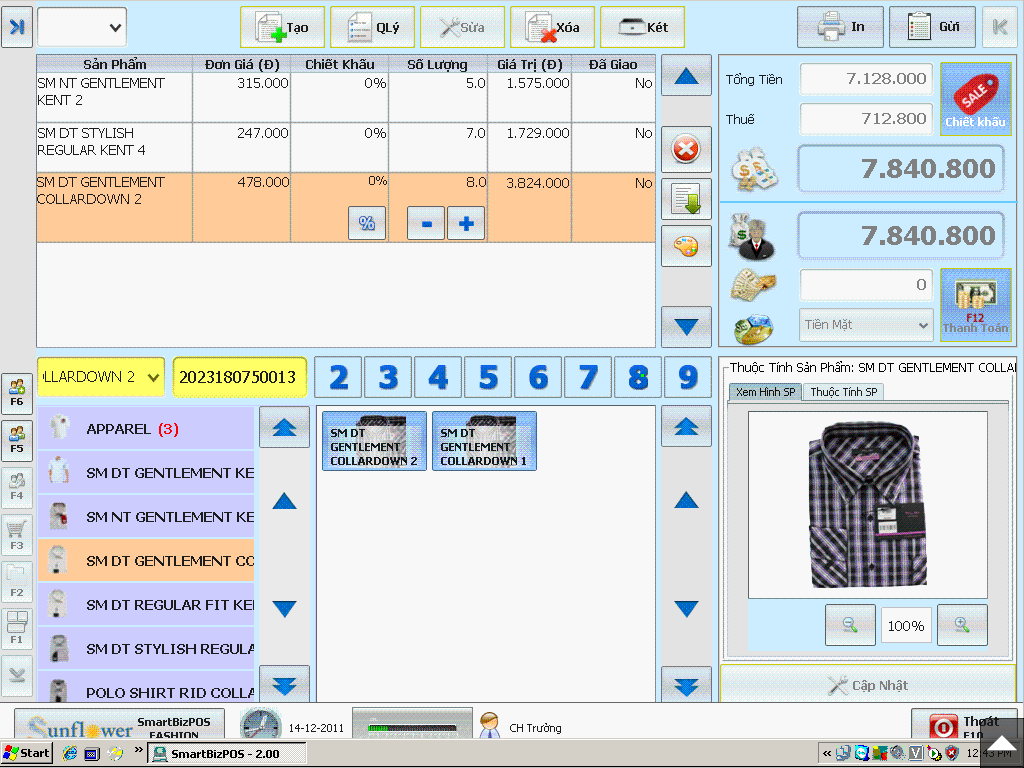 Tạo
QLý
Sửa
Xóa
Két
In
Gửi
Sản Phẩm Đơn Giá (Đ) Chiết Khấu Số Lượng Giá Trị (Đ) Đã Giao
SM NT GENTLEMENT KENT 2 315.000 0% 5.0 1.575.000 No
SM DT STYLISH REGULAR KENT 4 247.000 0% 7.0 1.729.000 No
SM DT GENTLEMENT COLLARDOWN 2 478.000 0% 8.0 3.824.000 No
%
-
+
Tổng Tiền 7.128.000
Thuế 712.800
SALE
Chiết khấu
7.840.800
7.840.800
0
Tiền Mặt
F12
Thanh Toán
LLARDOWN 2
2023180750013
2 3 4 5 6 7 8 9
F6
F5
F4
F3
F2
F1
APPAREL (3)
SM DT GENTLEMENT KE
SM NT GENTLEMENT KE
SM DT GENTLEMENT CO
SM DT REGULAR FIT KE
SM DT STYLISH REGULA
POLO SHIRT RID COLLA
SM DT
GENTLEMENT
COLLARDOWN 2
SM DT
GENTLEMENT
COLLARDOWN 1
Thuộc Tính Sản Phẩm: SM DT GENTLEMENT COLLA
Xem Hình SP
Thuộc Tính SP
100%
Cập Nhật
Sunflower
SmartBizPOS
FASHION
14-12-2011
CH Trường
Thoát
F10
Start
»
SmartBizPOS - 2.00
«
12:43 PM